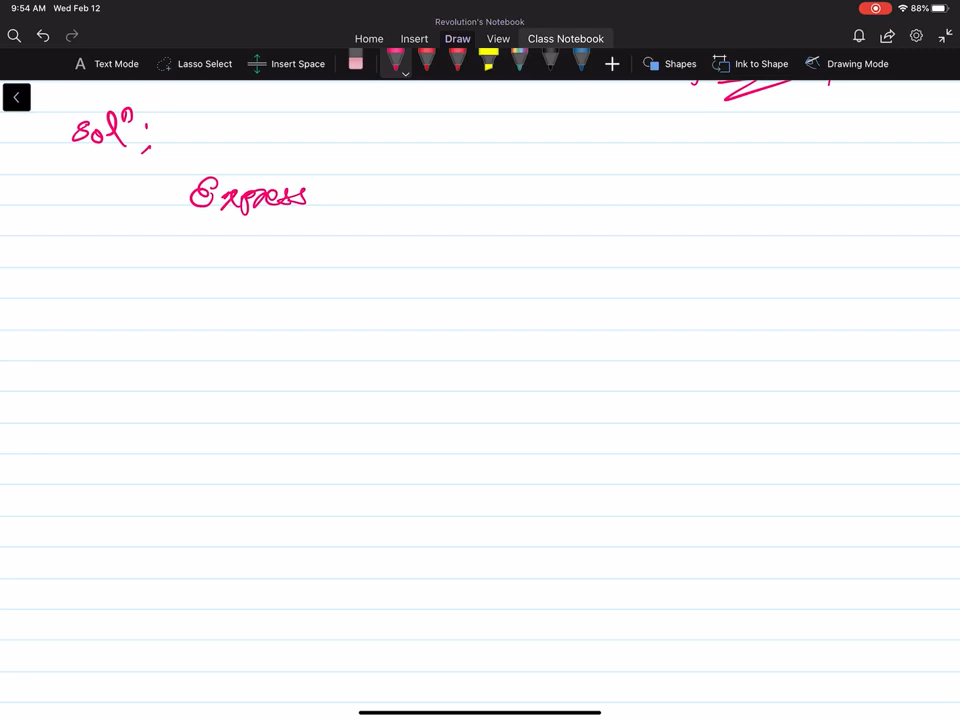 9:54 AM Wed Feb 12
88%
Revolution's Notebook
Home Insert Draw View Class Notebook
Text Mode Lasso Select Insert Space Shapes Ink to Shape Drawing Mode
Solⁿ :
Express